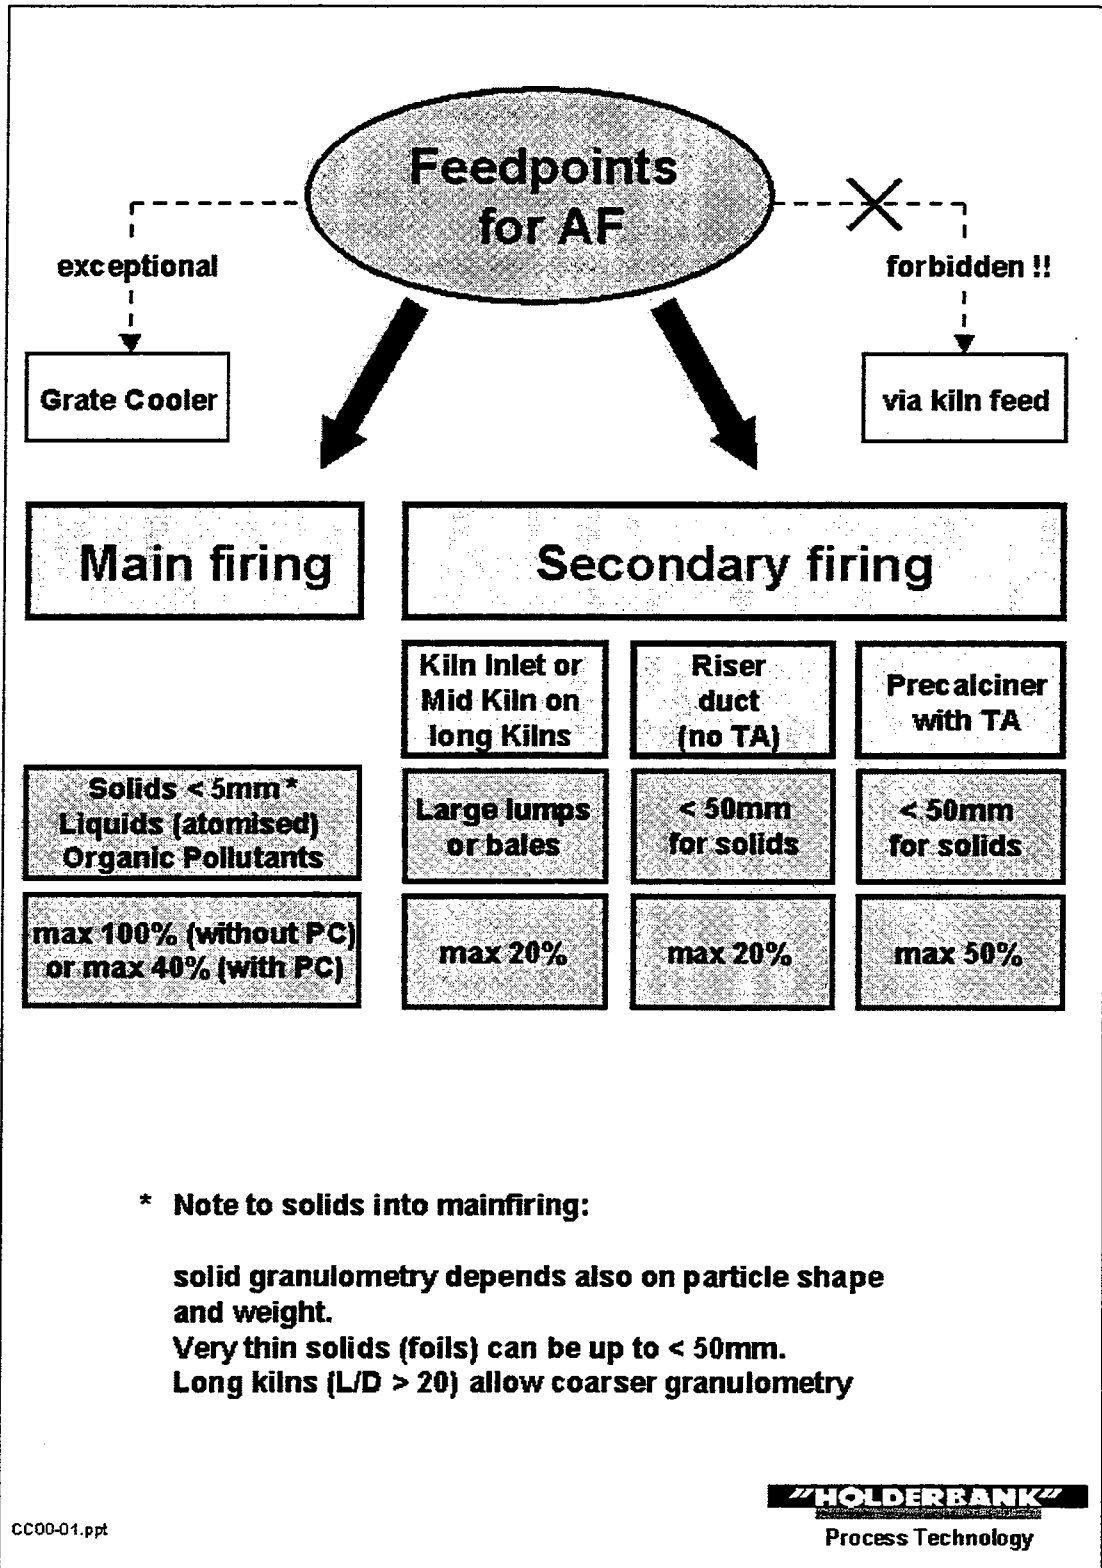 Feedpoints
for AF
exceptional
forbidden !!
Grate Cooler
via kiln feed
Main firing
Secondary firing
Kiln Inlet or
Mid Kiln on
long Kilns
Riser
duct
(no TA)
Precalciner
with TA
Solids < 5mm*
Liquids (atomised)
Organic Pollutants
Large lumps
or bales
< 50mm
for solids
< 50mm
for solids
max 100% (without PC)
or max 40% (with PC)
max 20%
max 20%
max 50%
* Note to solids into mainfiring:
solid granulometry depends also on particle shape
and weight.
Very thin solids (foils) can be up to < 50mm.
Long kilns (L/D > 20) allow coarser granulometry
"HOLDERBANK"
Process Technology
CC00-01.ppt